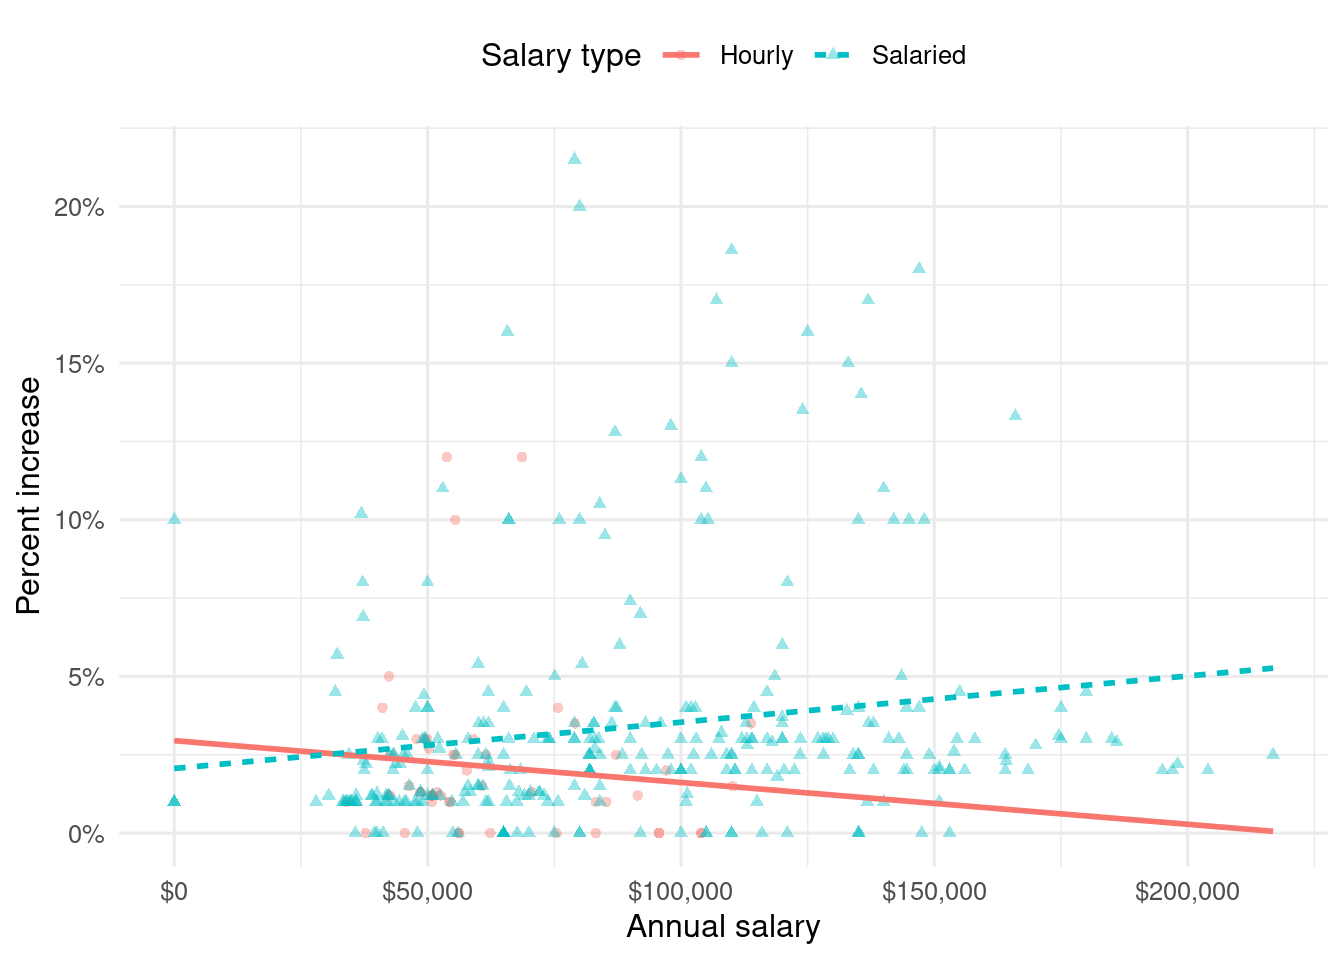 Salary type Hourly Salaried
20%
15%
10%
5%
0%
Percent increase
$0 $50,000 $100,000 $150,000 $200,000
Annual salary